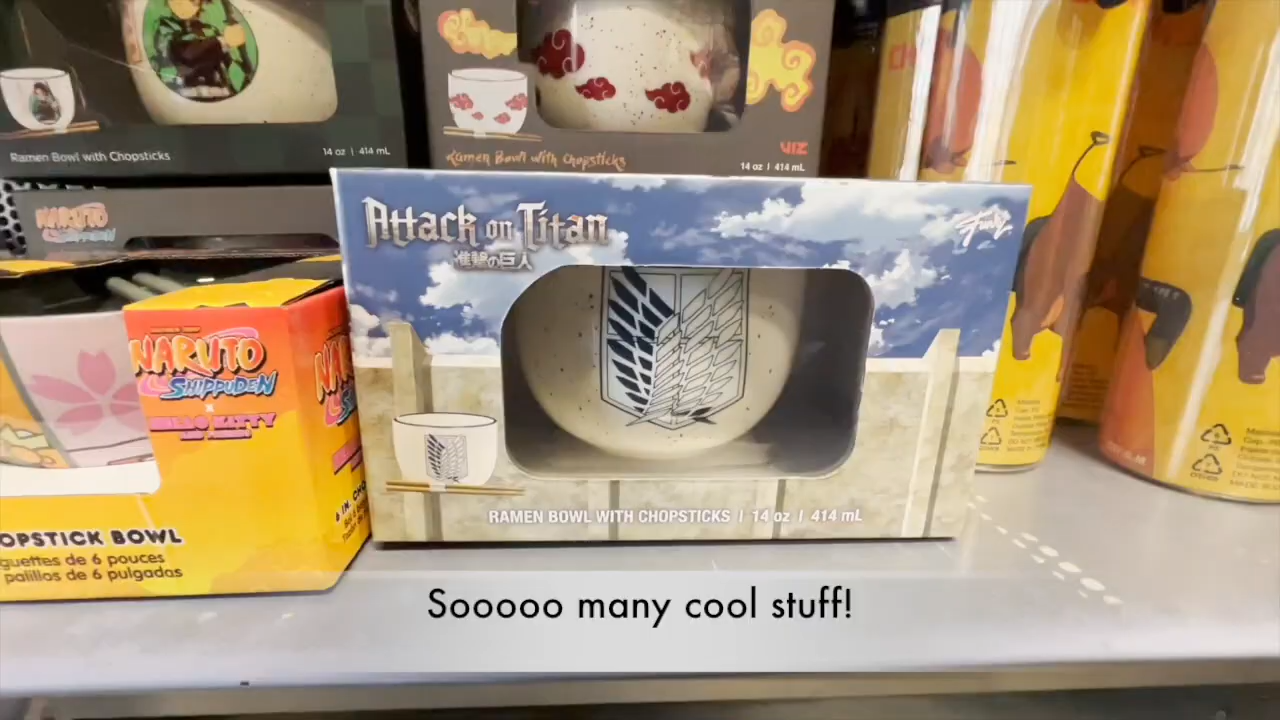 Ramen Bowl with Chopsticks
14 oz | 414 mL
Ramen Bowl with Chopsticks
VIZ
14 oz | 414 mL
NARUTO
SHIPPUDEN
Attack on Titan
進撃の巨人
Funko
NARUTO
SHIPPUDEN
X
HELLO KITTY
OPSTICK BOWL
guettes de 6 pouces
palillos de 6 pulgadas
RAMEN BOWL WITH CHOPSTICKS | 14 oz | 414 mL
Sooooo many cool stuff!